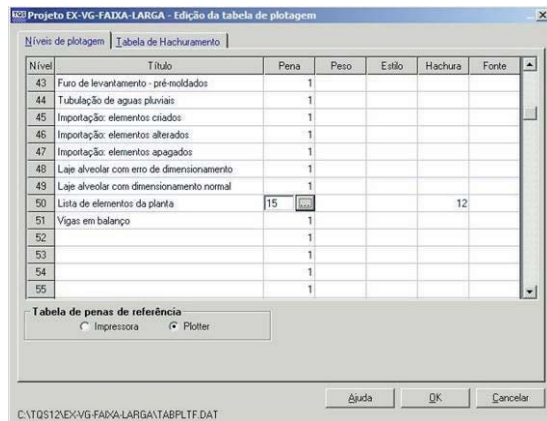 Projeto EX-VG-FAIXA-LARGA - Edição da tabela de plotagem
Níveis de plotagem Tabela de Hachuramento
Nível Título Pena Peso Estilo Hachura Fonte
43 Furo de levantamento - pré-moldados 1
44 Tubulação de aguas pluviais 1
45 Importação: elementos criados 1
46 Importação: elementos alterados 1
47 Importação: elementos apagados 1
48 Laje alveolar com erro de dimensionamento 1
49 Laje alveolar com dimensionamento normal 1
50 Lista de elementos da planta 15 ... 12
51 Vigas em balanço 1
52 1
53 1
54 1
55 1
Tabela de penas de referência
Impressora Plotter
Ajuda OK Cancelar
C:\TQS12\EX-VG-FAIXA-LARGA\TABPLTF.DAT